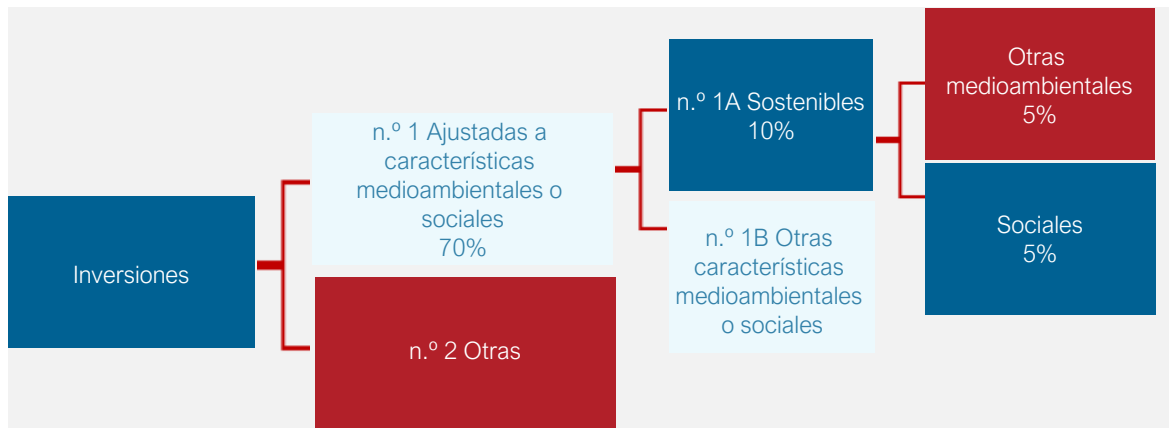 Inversiones
n.º 1 Ajustadas a
características
medioambientales o
sociales
70%
n.º 2 Otras
n.º 1A Sostenibles
10%
n.º 1B Otras
características
medioambientales
o sociales
Otras
medioambientales
5%
Sociales
5%